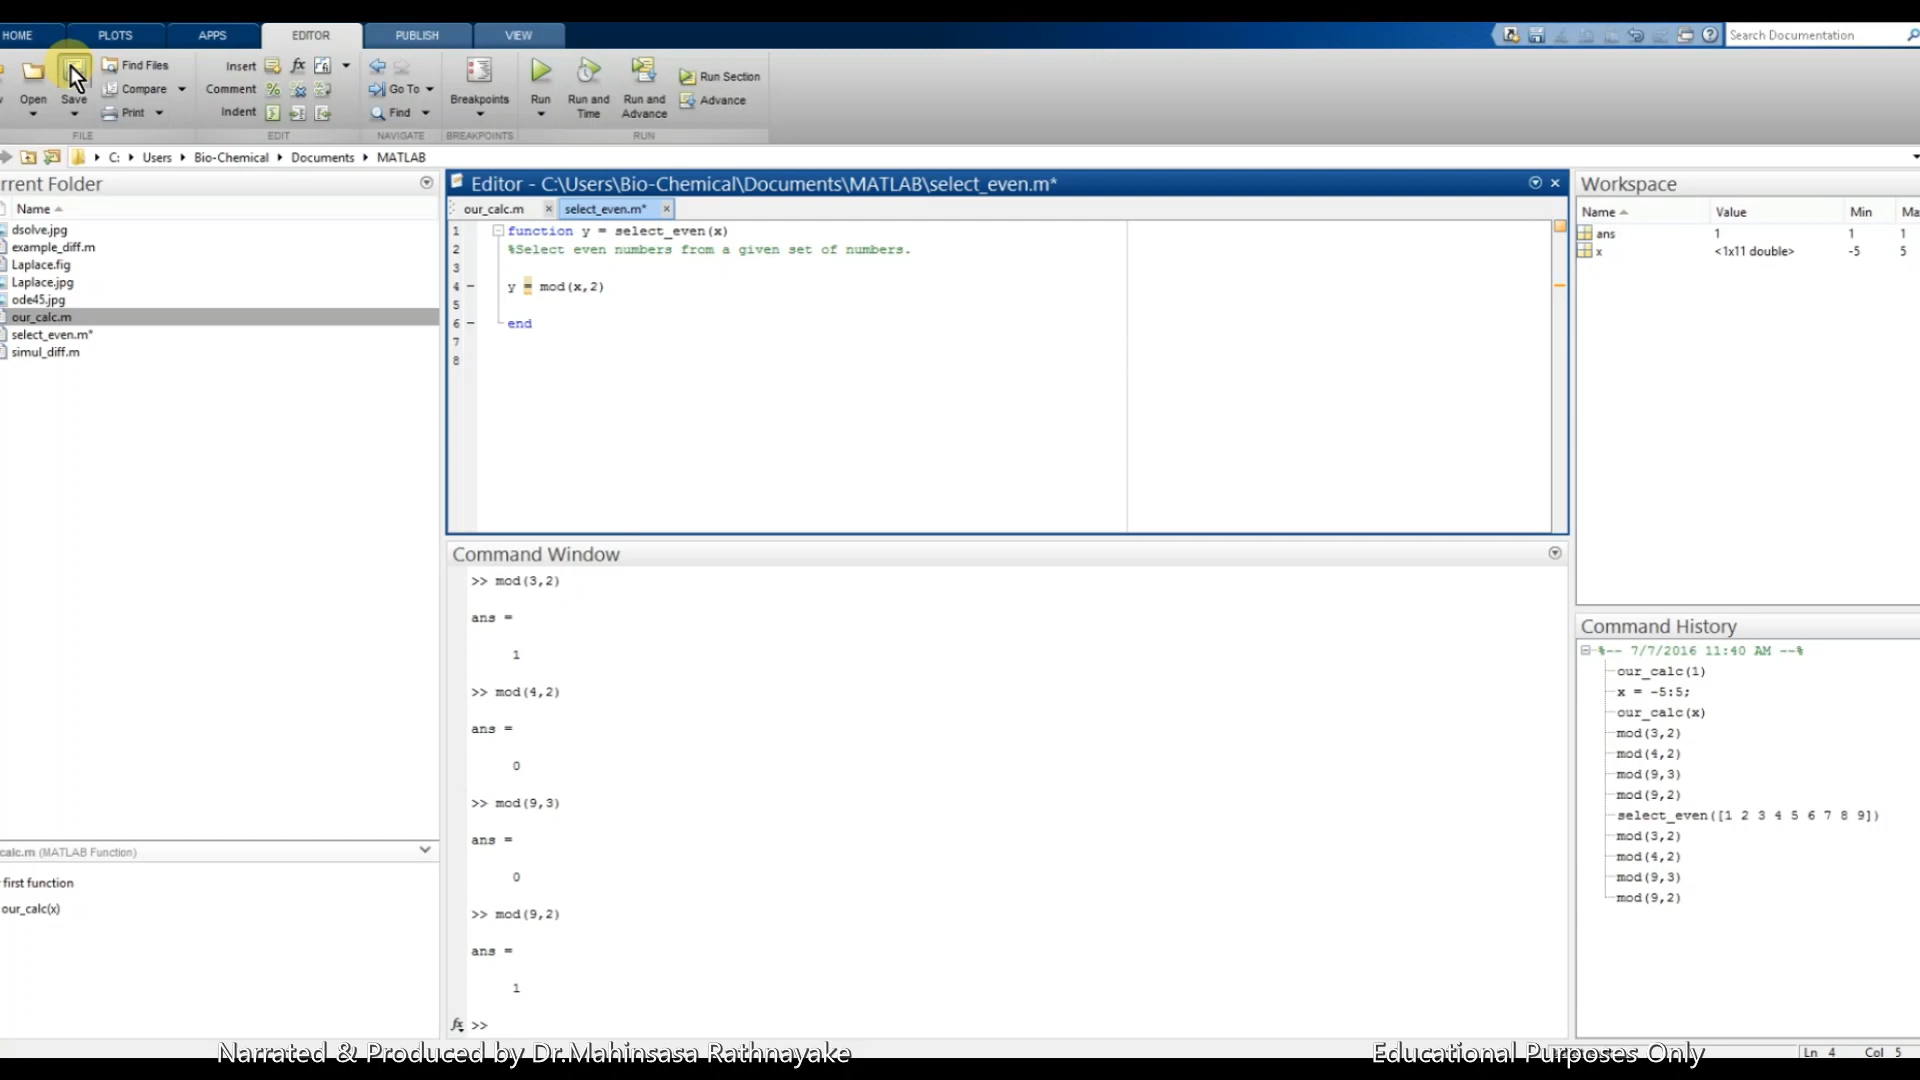 HOME PLOTS APPS EDITOR PUBLISH VIEW Search Documentation
Find Files Insert fx Run Section
Compare Comment Go To Advance
Open Save Print Indent Find Breakpoints Run Run and Time Run and Advance
FILE EDIT NAVIGATE BREAKPOINTS RUN
C: Users Bio-Chemical Documents MATLAB
rrent Folder
Name
dsolve.jpg
example_diff.m
Laplace.fig
Laplace.jpg
ode45.jpg
our_calc.m
select_even.m*
simul_diff.m
calc.m (MATLAB Function)
first function
our_calc(x)
Editor - C:\Users\Bio-Chemical\Documents\MATLAB\select_even.m*
our_calc.m select_even.m*
1 function y = select_even(x)
2 %Select even numbers from a given set of numbers.
3
4 y = mod(x,2)
5
6 end
7
8
Command Window
>> mod(3,2)
ans =
1
>> mod(4,2)
ans =
0
>> mod(9,3)
ans =
0
>> mod(9,2)
ans =
1
fx >>
Workspace
Name Value Min Ma
ans 1 1 1
x <1x11 double> -5 5
Command History
%-- 7/7/2016 11:40 AM --%
our_calc(1)
x = -5:5;
our_calc(x)
mod(3,2)
mod(4,2)
mod(9,3)
mod(9,2)
select_even([1 2 3 4 5 6 7 8 9])
mod(3,2)
mod(4,2)
mod(9,3)
mod(9,2)
Narrated & Produced by Dr.Mahinsasa Rathnayake Educational Purposes Only
Ln 4 Col 5